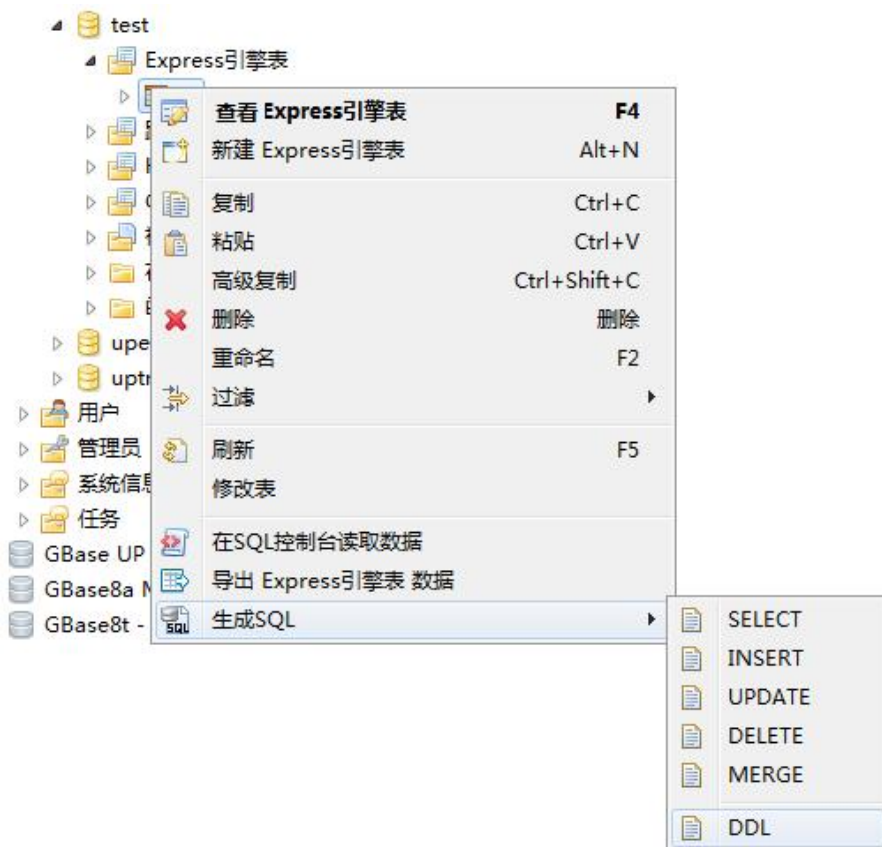 test
Express引擎表
查看 Express引擎表 F4
新建 Express引擎表 Alt+N
复制 Ctrl+C
粘贴 Ctrl+V
高级复制 Ctrl+Shift+C
删除 删除
重命名 F2
过滤
刷新 F5
修改表
在SQL控制台读取数据
导出 Express引擎表 数据
生成SQL
SELECT
INSERT
UPDATE
DELETE
MERGE
DDL
upe
uptr
用户
管理员
系统信息
任务
GBase UP
GBase8a
GBase8t -